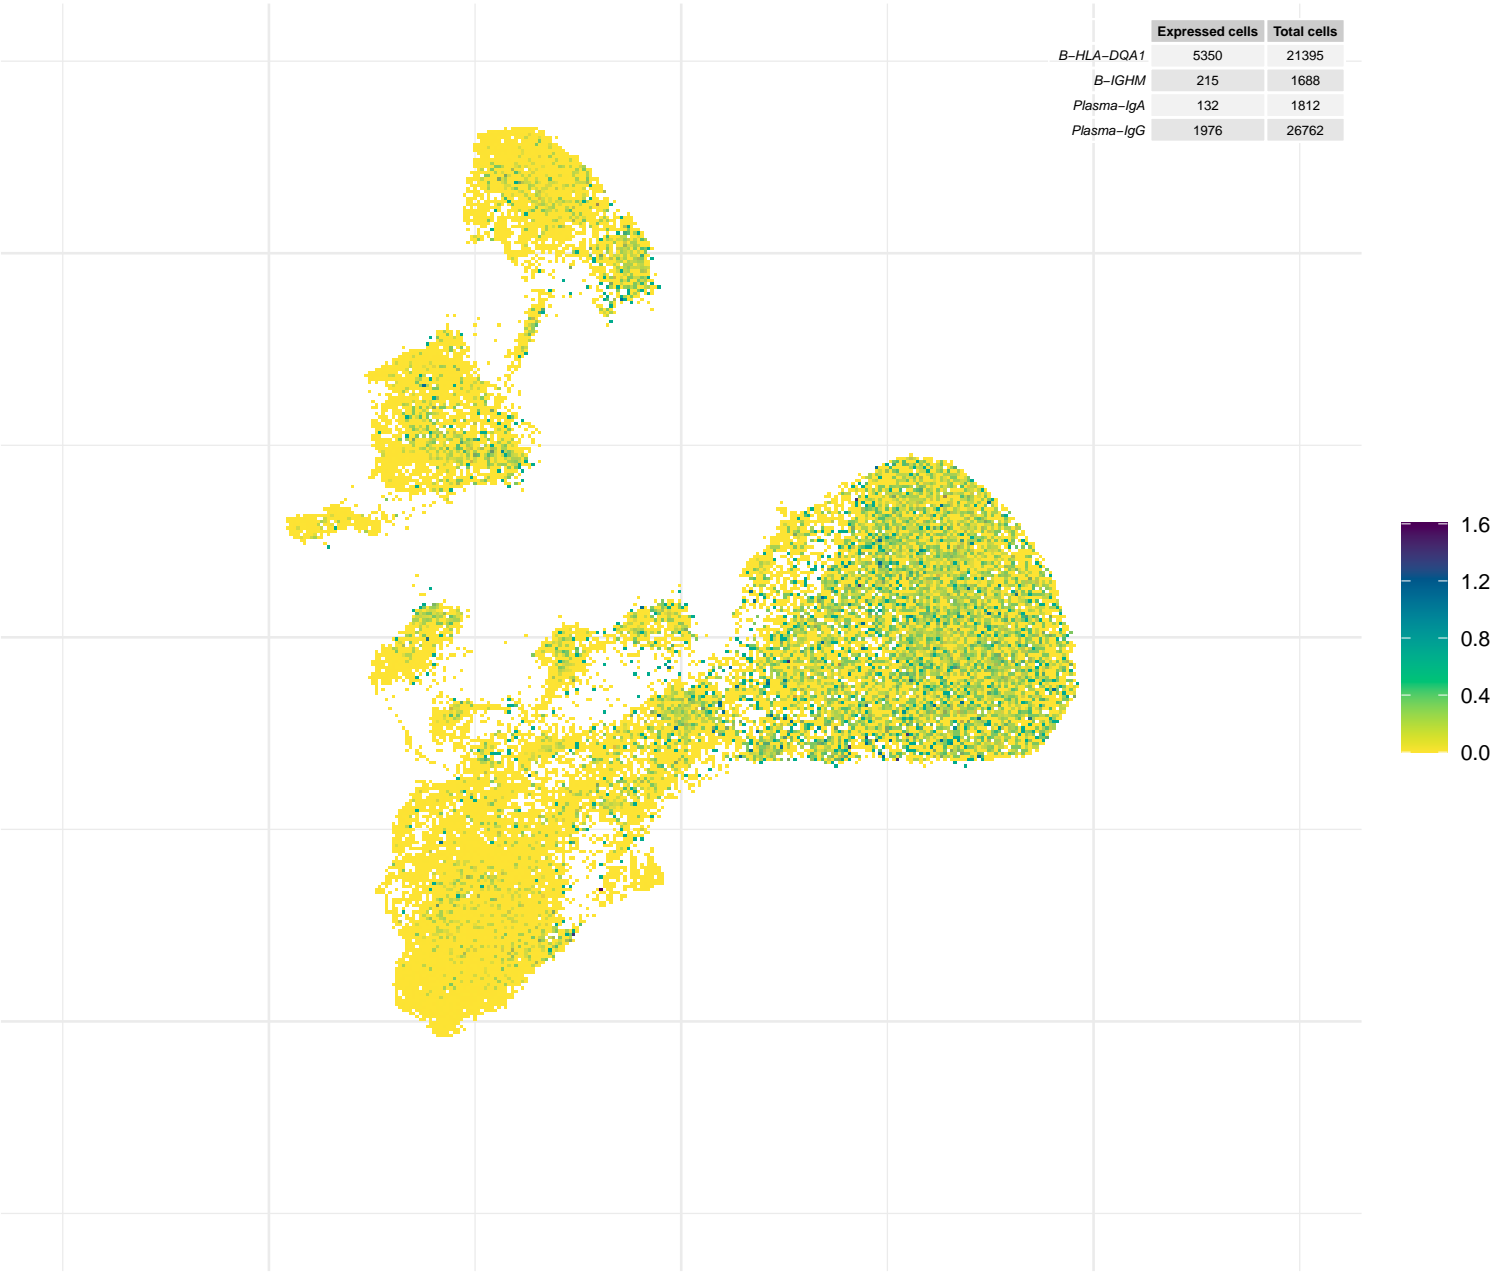 Expressed cells Total cells
B−HLA−DQA1 5350 21395
B−IGHM 215 1688
Plasma−IgA 132 1812
Plasma−IgG 1976 26762
1.6
1.2
0.8
0.4
0.0